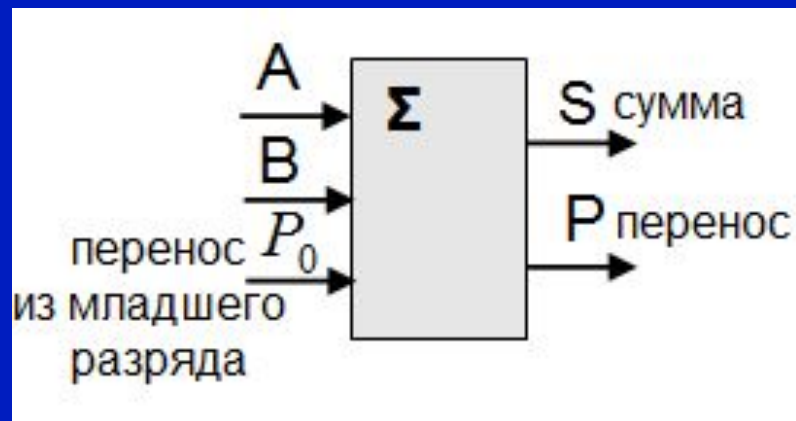 A
Σ
S сумма
B
P перенос
перенос P₀
из младшего
разряда